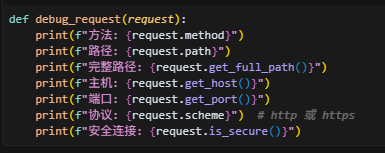 def debug_request(request):
    print(f"方法: {request.method}")
    print(f"路径: {request.path}")
    print(f"完整路径: {request.get_full_path()}")
    print(f"主机: {request.get_host()}")
    print(f"端口: {request.get_port()}")
    print(f"协议: {request.scheme}")  # http 或 https
    print(f"安全连接: {request.is_secure()}")